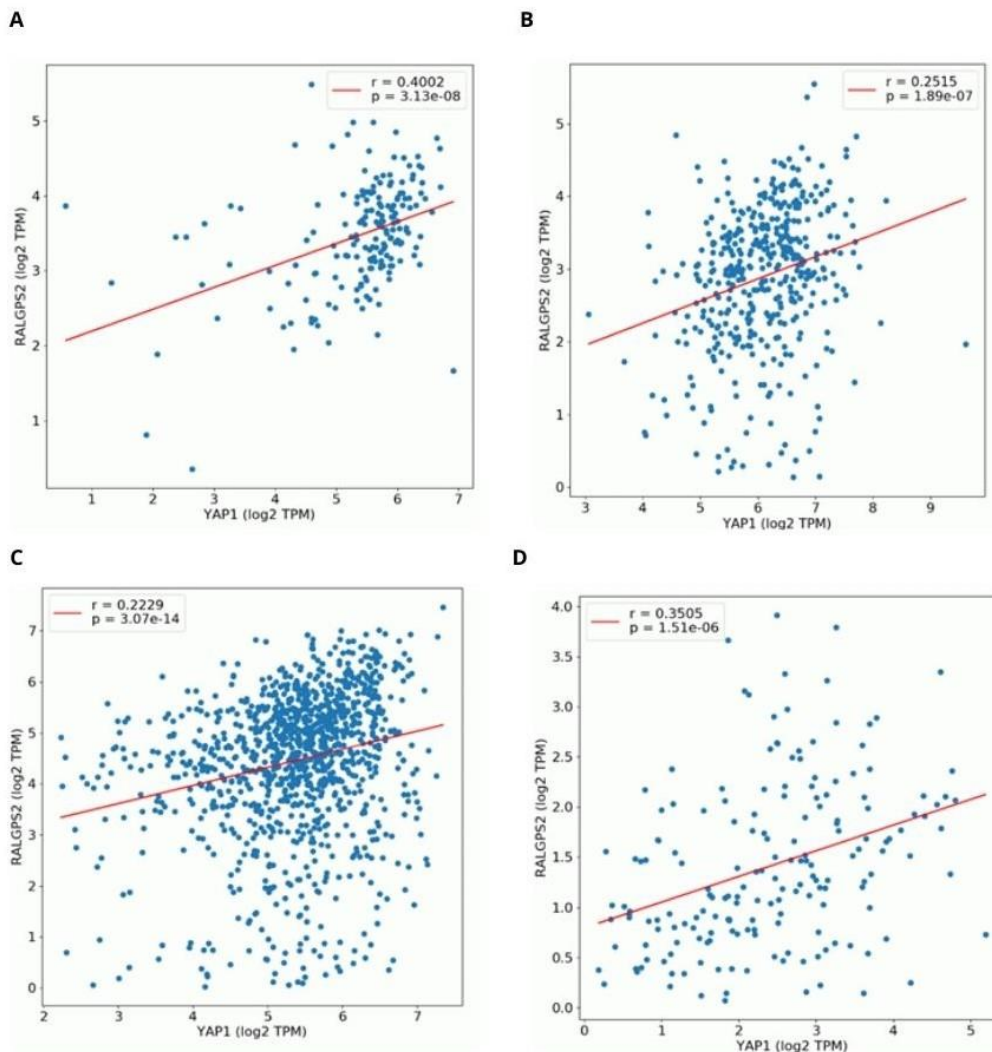 A
r = 0.4002
p = 3.13e-08
RALGPS2 (log2 TPM)
5
4
3
2
1
1 2 3 4 5 6 7
YAP1 (log2 TPM)
B
r = 0.2515
p = 1.89e-07
RALGPS2 (log2 TPM)
5
4
3
2
1
0
3 4 5 6 7 8 9
YAP1 (log2 TPM)
C
r = 0.2229
p = 3.07e-14
RALGPS2 (log2 TPM)
7
6
5
4
3
2
1
0
2 3 4 5 6 7
YAP1 (log2 TPM)
D
r = 0.3505
p = 1.51e-06
RALGPS2 (log2 TPM)
4.0
3.5
3.0
2.5
2.0
1.5
1.0
0.5
0.0
0 1 2 3 4 5
YAP1 (log2 TPM)